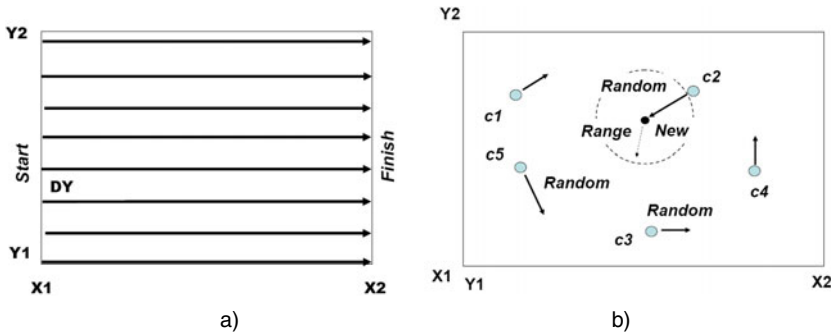 Y2
Start
Finish
DY
Y1
X1
X2
a)
Y2
c1
Random
c2
Range
New
c5
Random
c4
Random
c3
X1
Y1
X2
b)